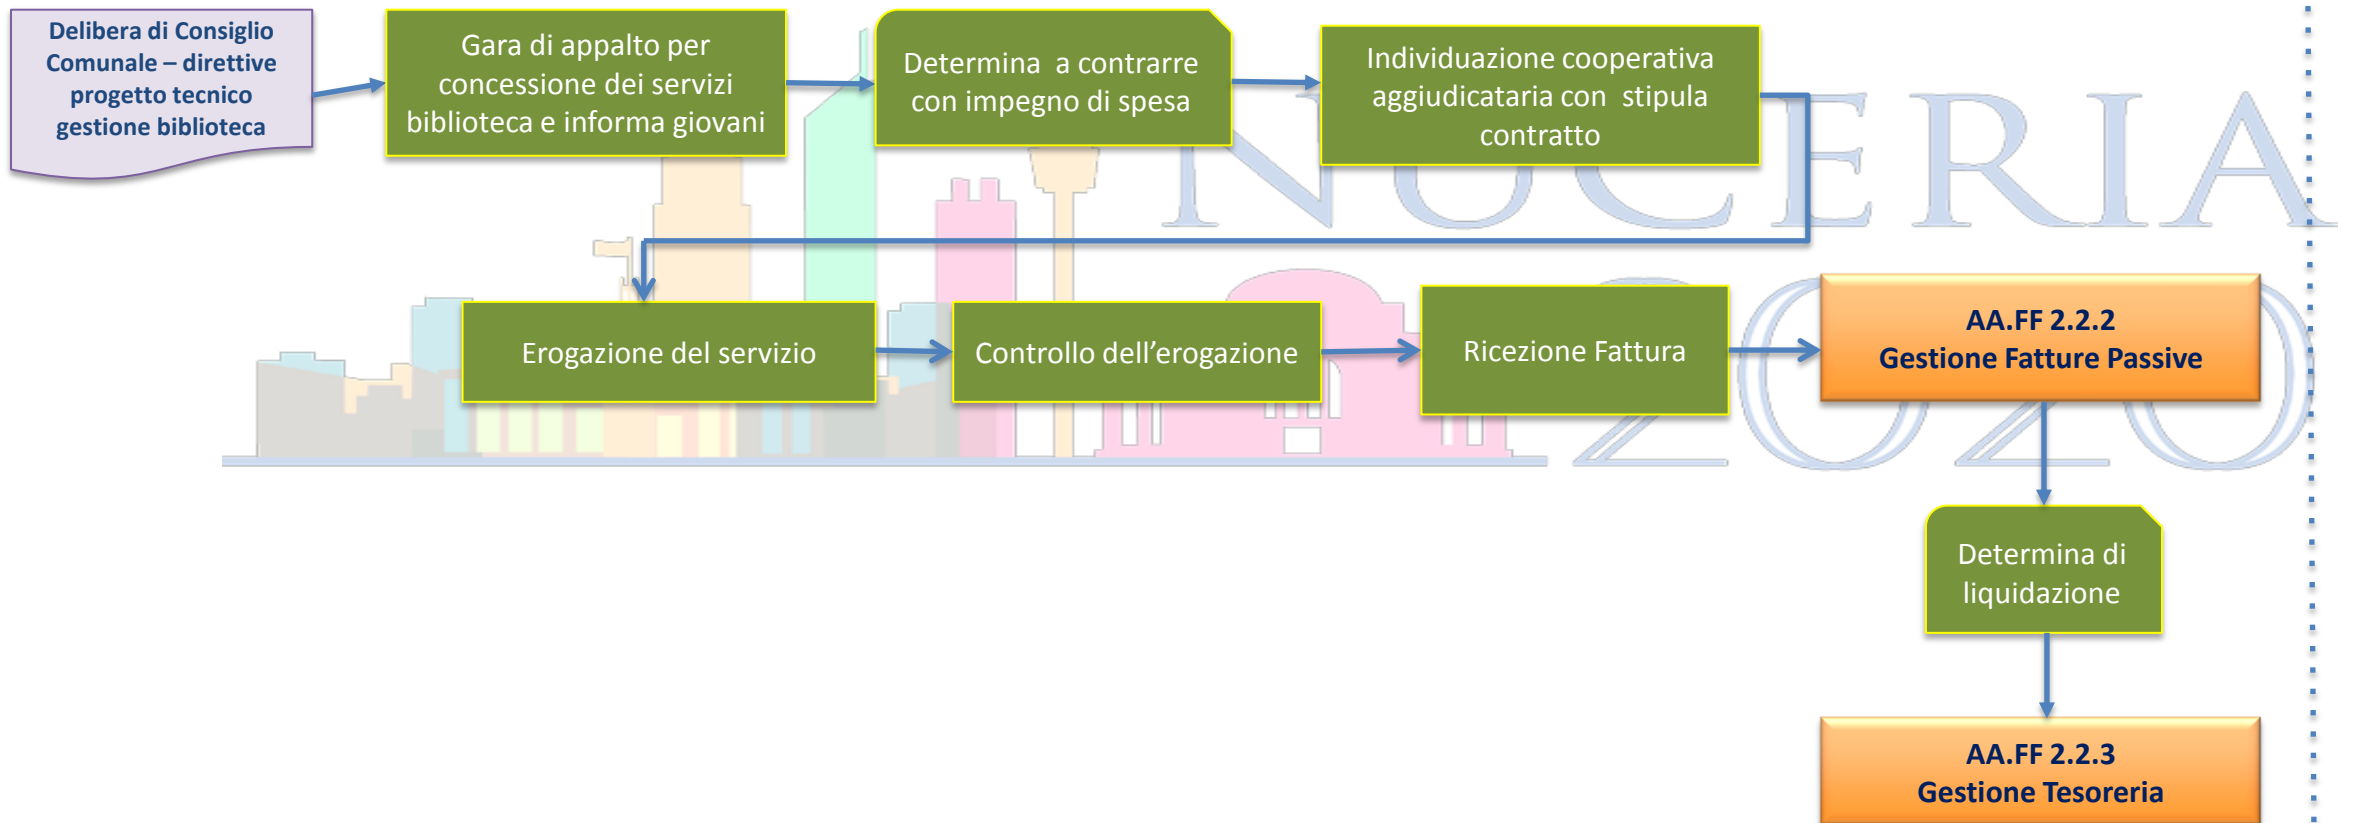 Delibera di Consiglio
Comunale – direttive
progetto tecnico
gestione biblioteca
Gara di appalto per
concessione dei servizi
biblioteca e informa giovani
Determina a contrarre
con impegno di spesa
Individuazione cooperativa
aggiudicataria con stipula
contratto
NUCERIA
2020
Erogazione del servizio
Controllo dell’erogazione
Ricezione Fattura
AA.FF 2.2.2
Gestione Fatture Passive
Determina di
liquidazione
AA.FF 2.2.3
Gestione Tesoreria